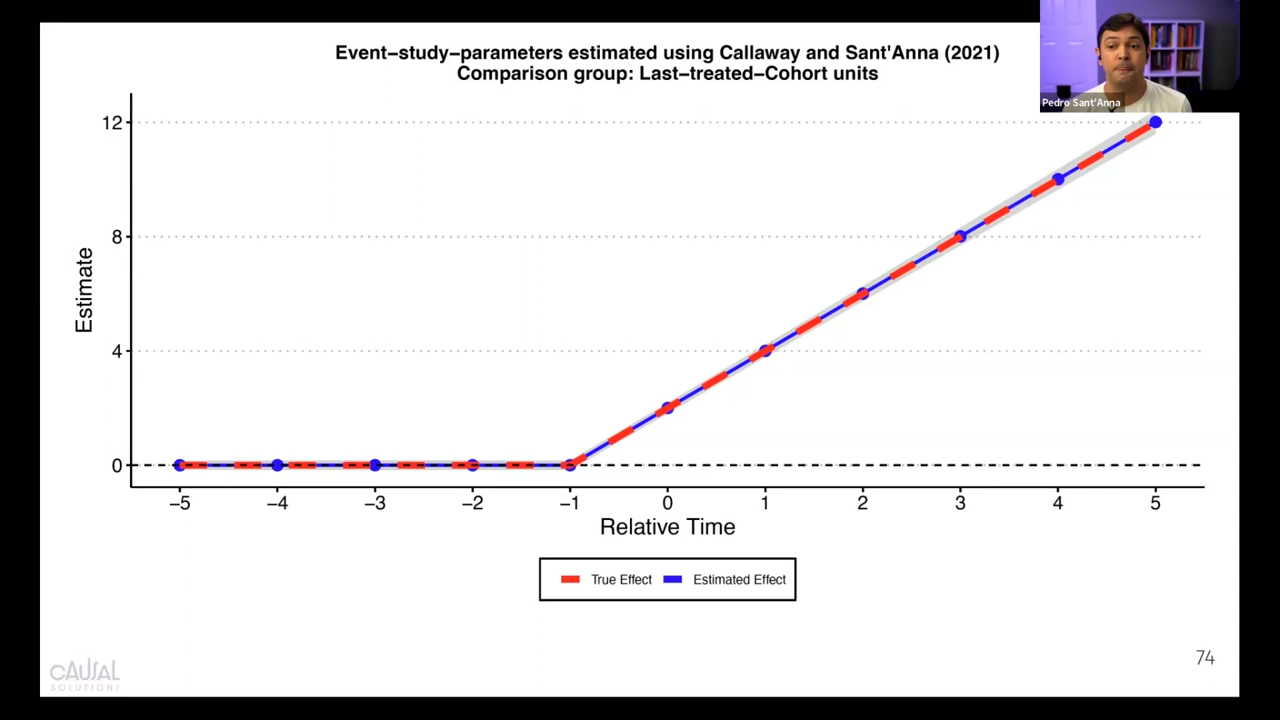 Event−study−parameters estimated using Callaway and Sant'Anna (2021)
Comparison group: Last−treated−Cohort units
Pedro Sant'Anna
12
8
4
0
Estimate
−5 −4 −3 −2 −1 0 1 2 3 4 5
Relative Time
True Effect Estimated Effect
CAUSAL
SOLUTIONS
74